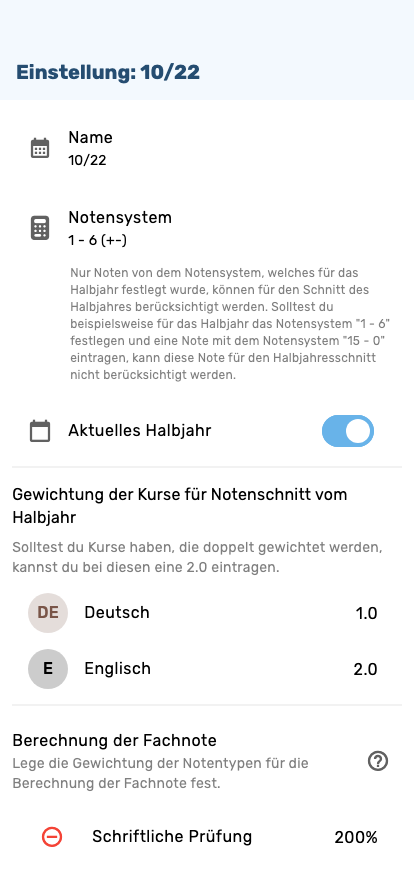 Einstellung: 10/22
Name
10/22
Notensystem
1 - 6 (+-)
Nur Noten von dem Notensystem, welches für das
Halbjahr festlegt wurde, können für den Schnitt des
Halbjahres berücksichtigt werden. Solltest du
beispielsweise für das Halbjahr das Notensystem "1 - 6"
festlegen und eine Note mit dem Notensystem "15 - 0"
eintragen, kann diese Note für den Halbjahresschnitt
nicht berücksichtigt werden.
Aktuelles Halbjahr
Gewichtung der Kurse für Notenschnitt vom
Halbjahr
Solltest du Kurse haben, die doppelt gewichtet werden,
kannst du bei diesen eine 2.0 eintragen.
DE Deutsch 1.0
E Englisch 2.0
Berechnung der Fachnote
Lege die Gewichtung der Notentypen für die
Berechnung der Fachnote fest.
Schriftliche Prüfung 200%